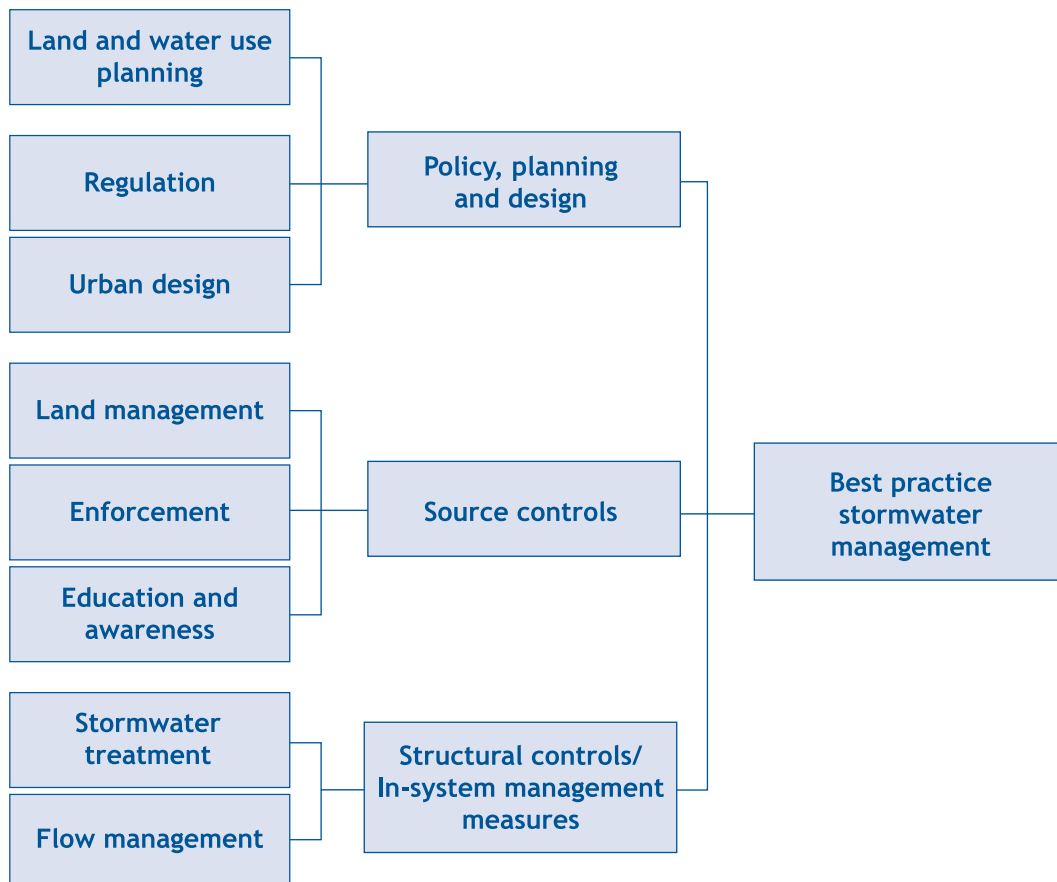 Land and water use
planning
Regulation
Urban design
Policy, planning
and design
Land management
Enforcement
Education and
awareness
Source controls
Stormwater
treatment
Flow management
Structural controls/
In-system management
measures
Best practice
stormwater
management